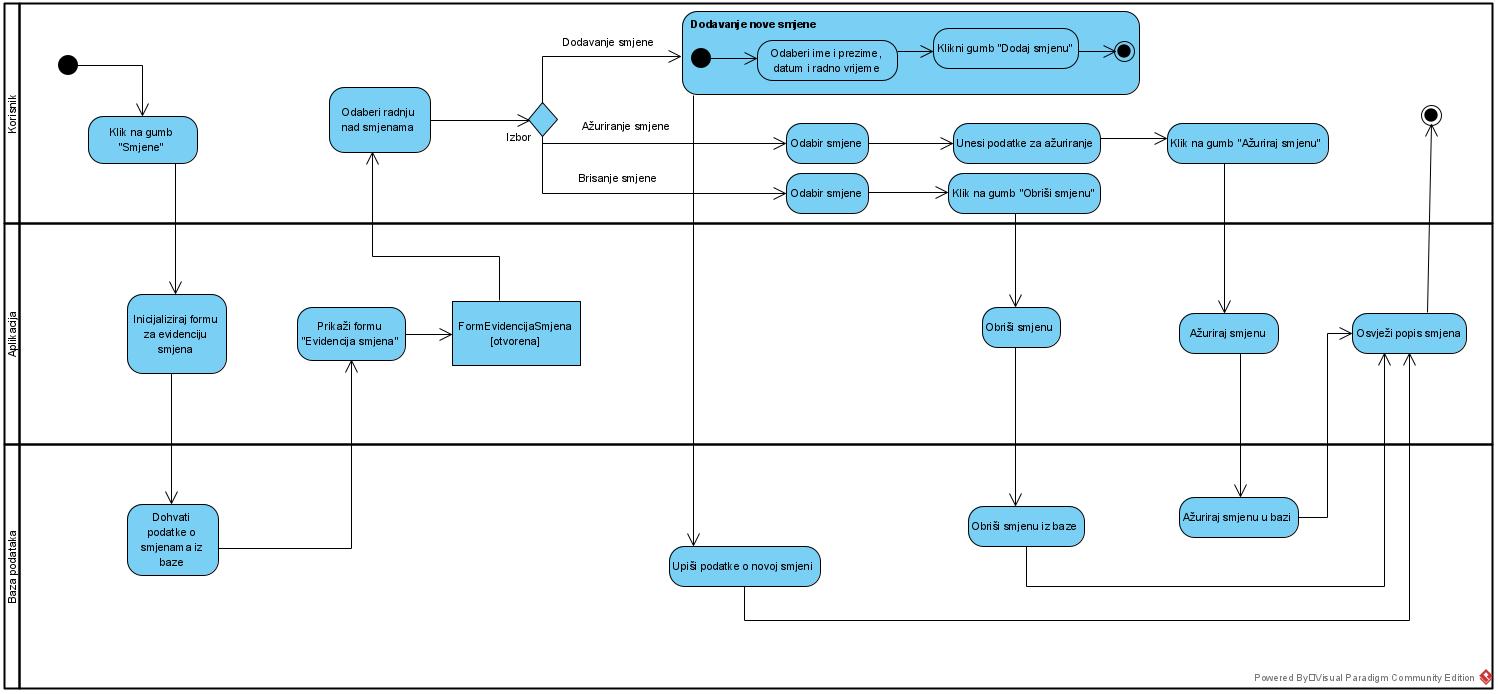 Korisnik
Klik na gumb
"Smjene"
Odaberi radnju
nad smjenama
Izbor
Dodavanje smjene
Dodavanje nove smjene
Odaberi ime i prezime,
datum i radno vrijeme
Klikni gumb "Dodaj smjenu"
Ažuriranje smjene
Odabir smjene
Unesi podatke za ažuriranje
Klik na gumb "Ažuriraj smjenu"
Brisanje smjene
Odabir smjene
Klik na gumb "Obriši smjenu"
Aplikacija
Inicijaliziraj formu
za evidenciju
smjena
Prikaži formu
"Evidencija smjena"
FormEvidencijaSmjena
[otvorena]
Obriši smjenu
Ažuriraj smjenu
Osvježi popis smjena
Baza podataka
Dohvati
podatke o
smjenama iz
baze
Upiši podatke o novoj smjeni
Obriši smjenu iz baze
Ažuriraj smjenu u bazi
Powered By Visual Paradigm Community Edition